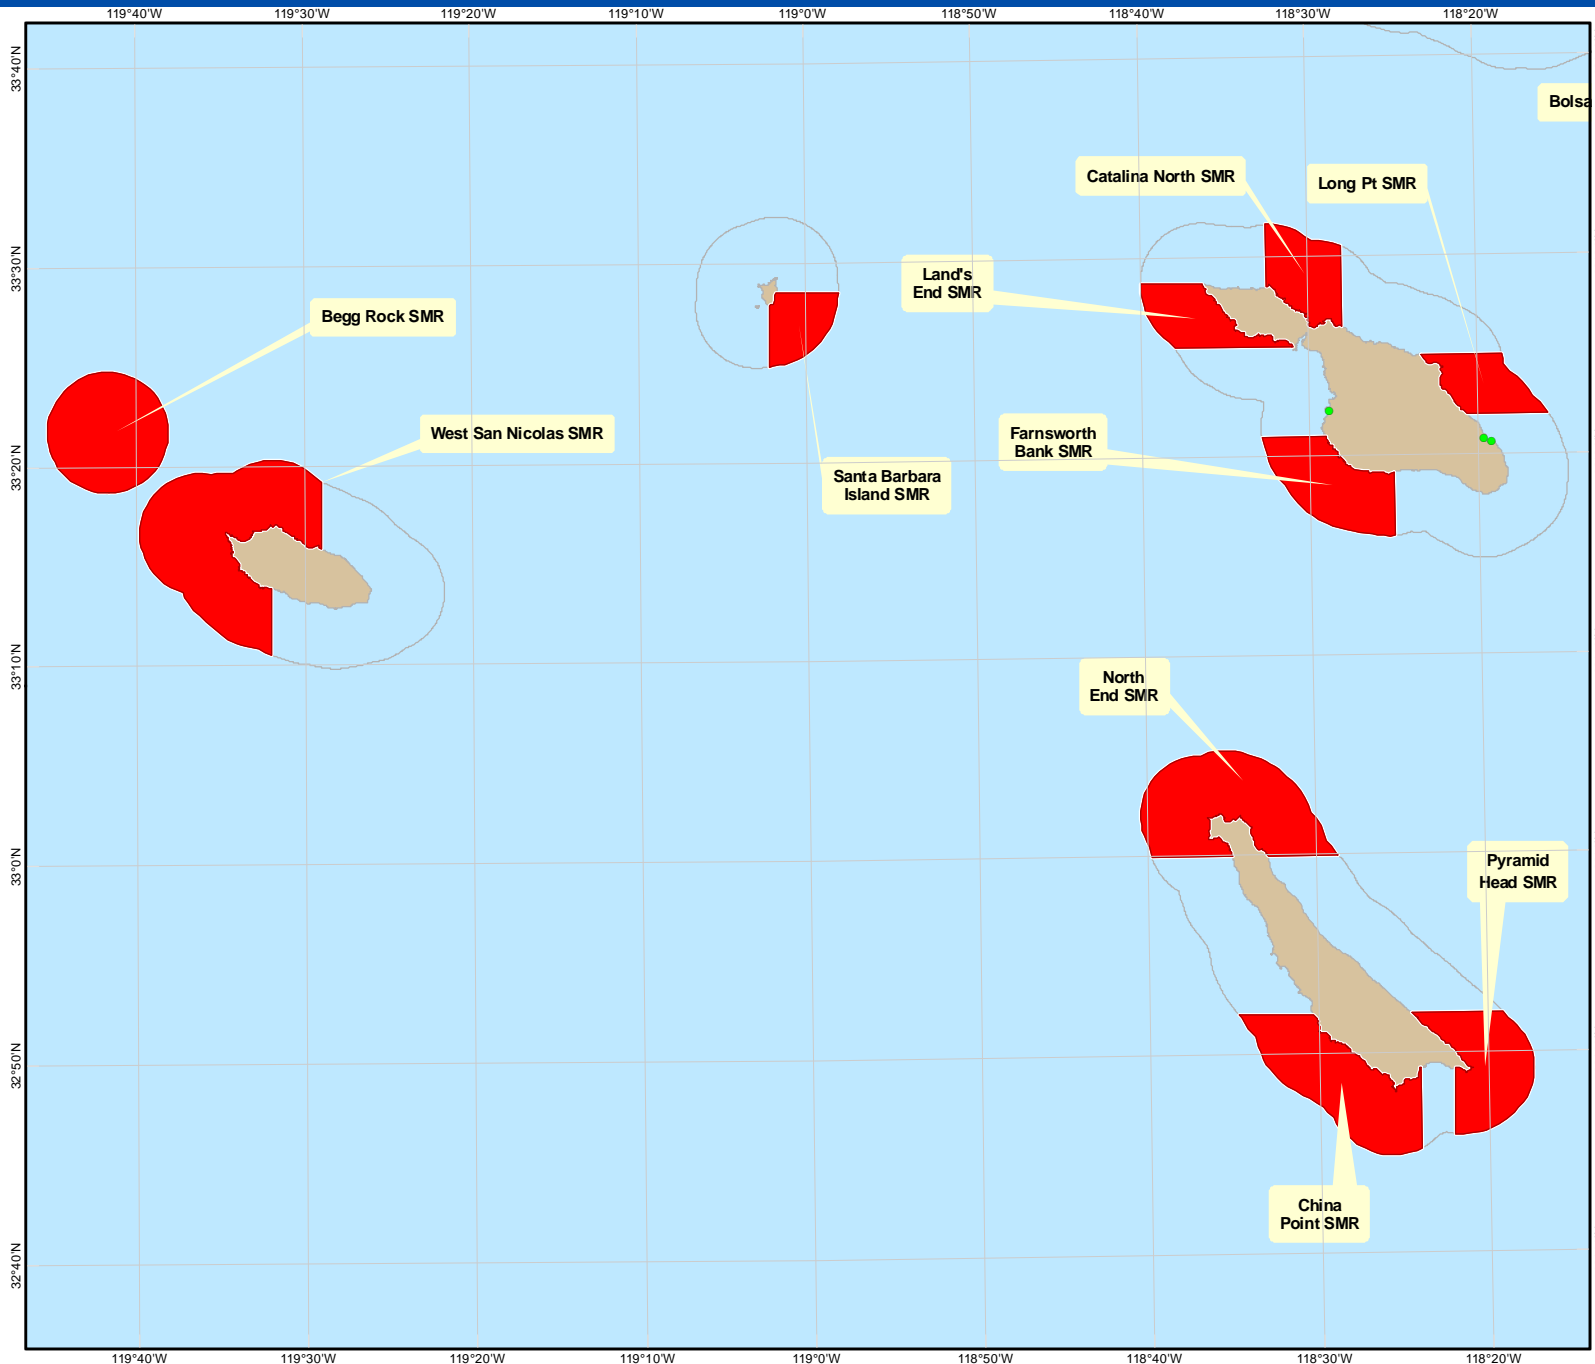 119°40'W 119°30'W 119°20'W 119°10'W 119°0'W 118°50'W 118°40'W 118°30'W 118°20'W
33°40'N
Bolsa
Catalina North SMR
Long Pt SMR
33°30'N
Land's
End SMR
Begg Rock SMR
West San Nicolas SMR
Farnsworth
Bank SMR
33°20'N
Santa Barbara
Island SMR
33°10'N
North
End SMR
33°0'N
Pyramid
Head SMR
32°50'N
China
Point SMR
32°40'N
119°40'W 119°30'W 119°20'W 119°10'W 119°0'W 118°50'W 118°40'W 118°30'W 118°20'W